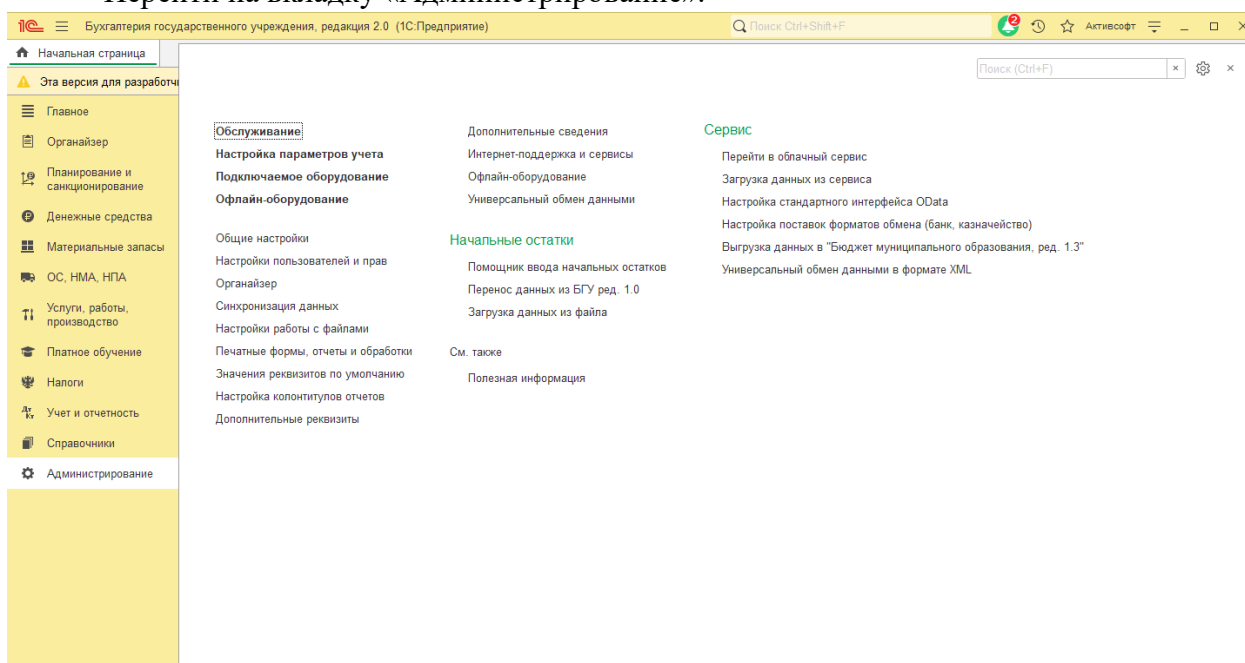 Перейти на вкладку «Администрирование».
1С Бухгалтерия государственного учреждения, редакция 2.0 (1С:Предприятие)
Поиск Ctrl+Shift+F
2
Активсофт
Начальная страница
Эта версия для разработчи
Поиск (Ctrl+F)
Главное
Органайзер
Планирование и
санкционирование
Денежные средства
Материальные запасы
ОС, НМА, НПА
Услуги, работы,
производство
Платное обучение
Налоги
Учет и отчетность
Справочники
Администрирование
Обслуживание
Настройка параметров учета
Подключаемое оборудование
Офлайн-оборудование
Общие настройки
Настройки пользователей и прав
Органайзер
Синхронизация данных
Настройки работы с файлами
Печатные формы, отчеты и обработки
Значения реквизитов по умолчанию
Настройка колонтитулов отчетов
Дополнительные реквизиты
Дополнительные сведения
Интернет-поддержка и сервисы
Офлайн-оборудование
Универсальный обмен данными
Начальные остатки
Помощник ввода начальных остатков
Перенос данных из БГУ ред. 1.0
Загрузка данных из файла
См. также
Полезная информация
Сервис
Перейти в облачный сервис
Загрузка данных из сервиса
Настройка стандартного интерфейса OData
Настройка поставок форматов обмена (банк, казначейство)
Выгрузка данных в "Бюджет муниципального образования, ред. 1.3"
Универсальный обмен данными в формате XML